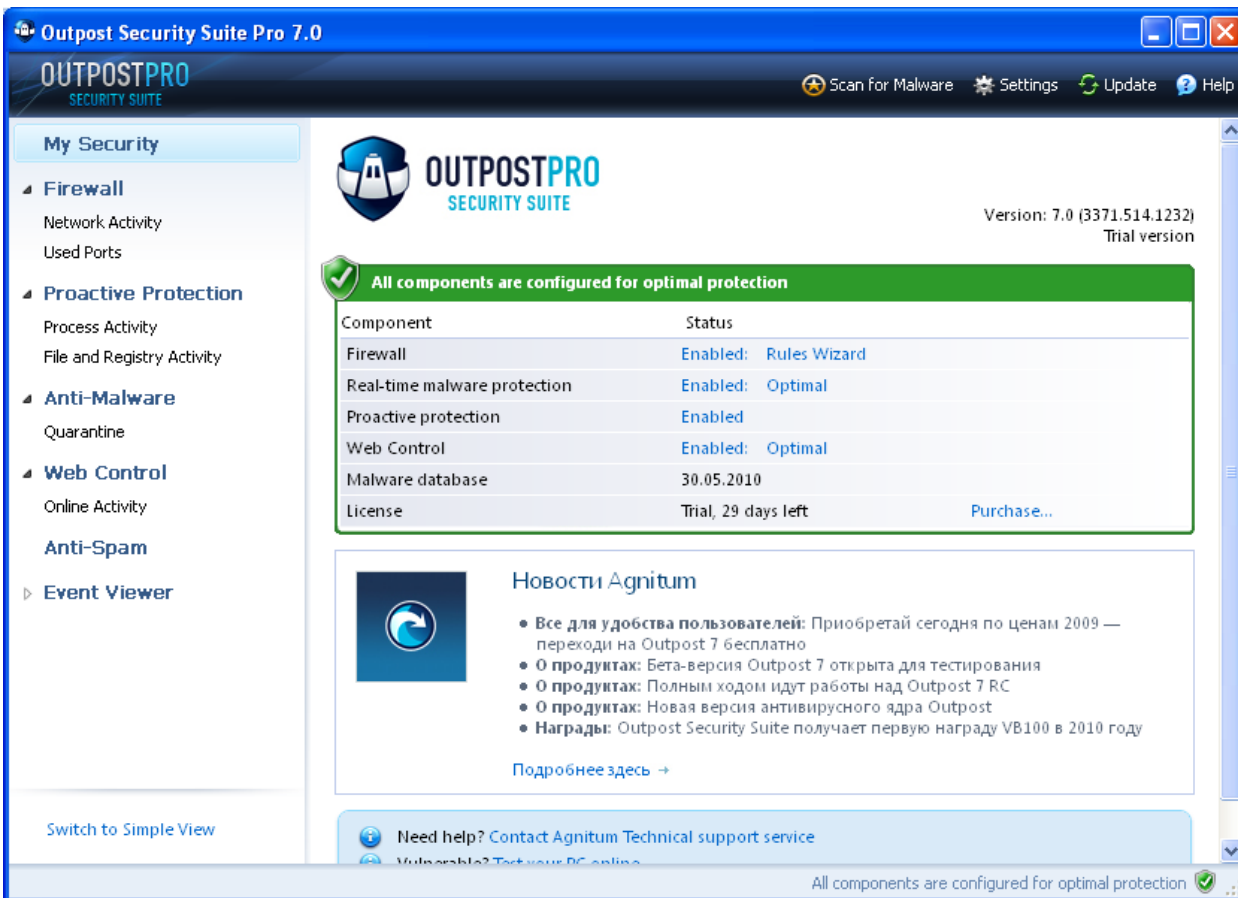 Outpost Security Suite Pro 7.0
OUTPOSTPRO
SECURITY SUITE
Scan for Malware Settings Update Help
My Security
Firewall
Network Activity
Used Ports
Proactive Protection
Process Activity
File and Registry Activity
Anti-Malware
Quarantine
Web Control
Online Activity
Anti-Spam
Event Viewer
Switch to Simple View
OUTPOSTPRO
SECURITY SUITE
Version: 7.0 (3371.514.1232)
Trial version
All components are configured for optimal protection
Component Status
Firewall Enabled: Rules Wizard
Real-time malware protection Enabled: Optimal
Proactive protection Enabled
Web Control Enabled: Optimal
Malware database 30.05.2010
License Trial, 29 days left Purchase...
Новости Agnitum
• Все для удобства пользователей: Приобретай сегодня по ценам 2009 —
переходи на Outpost 7 бесплатно
• О продуктах: Бета-версия Outpost 7 открыта для тестирования
• О продуктах: Полным ходом идут работы над Outpost 7 RC
• О продуктах: Новая версия антивирусного ядра Outpost
• Награды: Outpost Security Suite получает первую награду VB100 в 2010 году
Подробнее здесь →
Need help? Contact Agnitum Technical support service
Vulnerable? Test your PC online
All components are configured for optimal protection